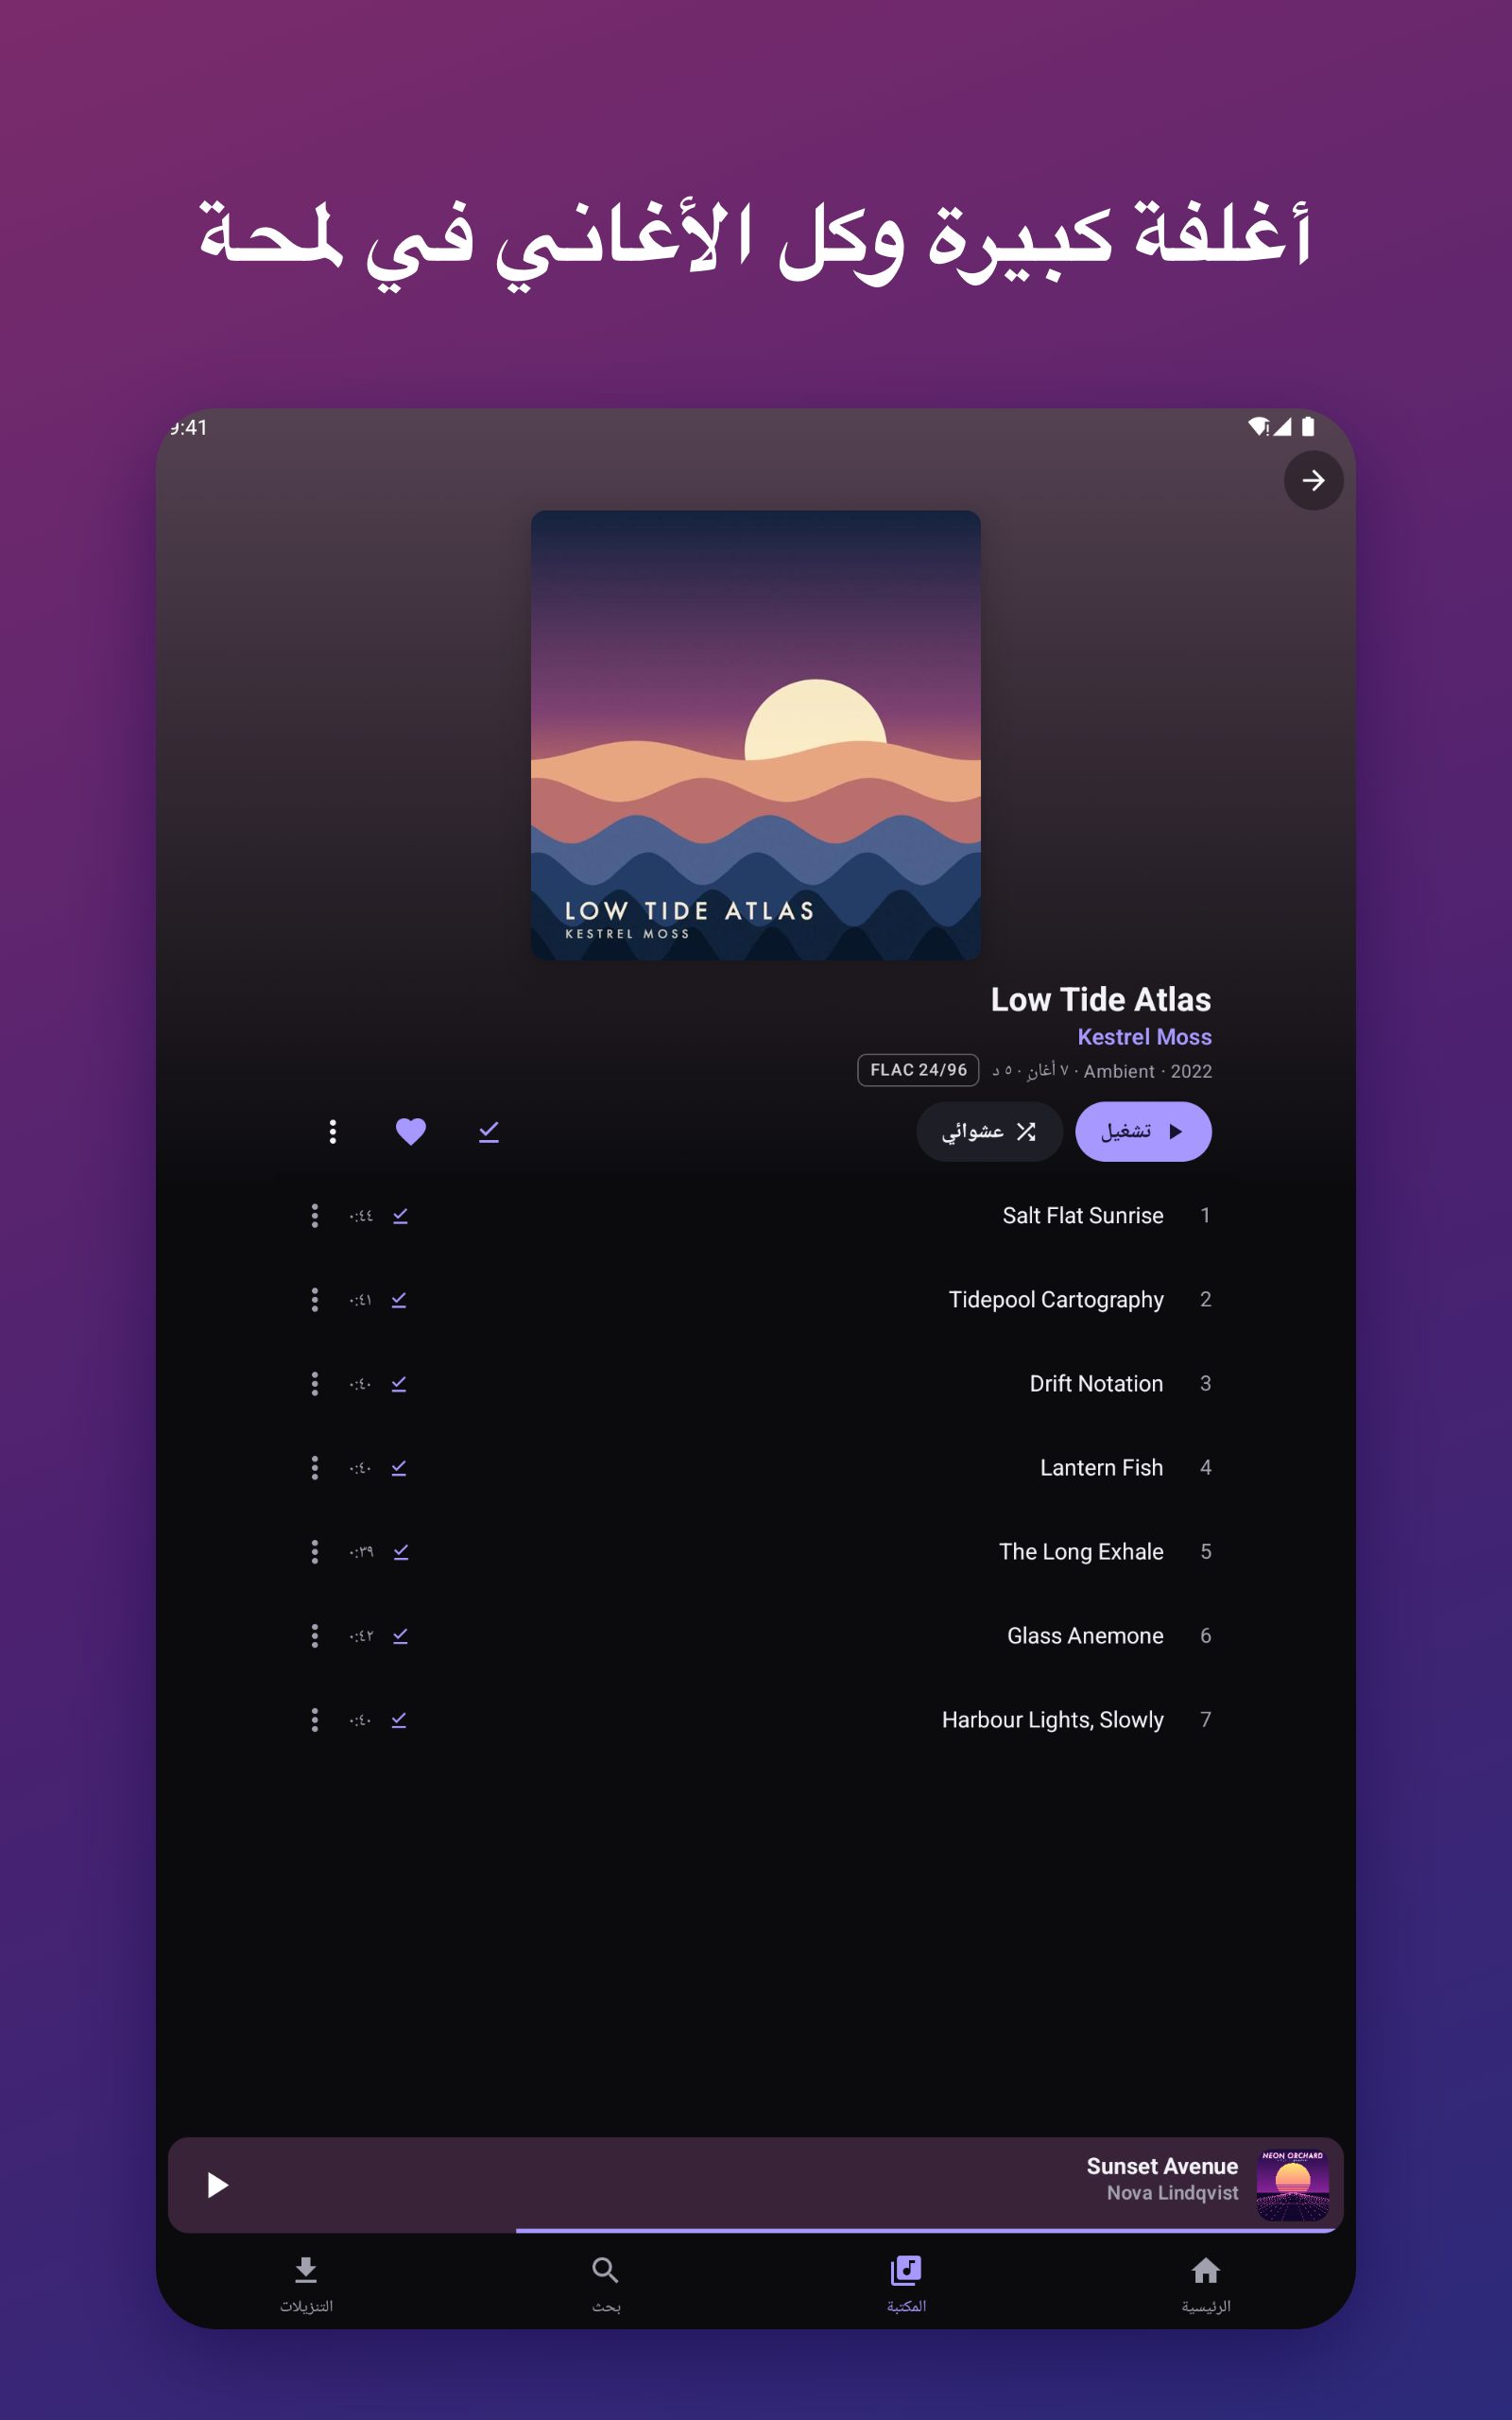 أغلفة كبيرة وكل الأغاني في لمحة
9:41
LOW TIDE ATLAS
KESTREL MOSS
Low Tide Atlas
Kestrel Moss
2022 · Ambient · ٧ أغانٍ · ٥ د FLAC 24/96
تشغيل عشوائي
1 Salt Flat Sunrise ٠:٤٤
2 Tidepool Cartography ٠:٤١
3 Drift Notation ٠:٤٠
4 Lantern Fish ٠:٤٠
5 The Long Exhale ٠:٣٩
6 Glass Anemone ٠:٤٢
7 Harbour Lights, Slowly ٠:٤٠
NEON ORCHARD
Sunset Avenue
Nova Lindqvist
الرئيسية المكتبة بحث التنزيلات